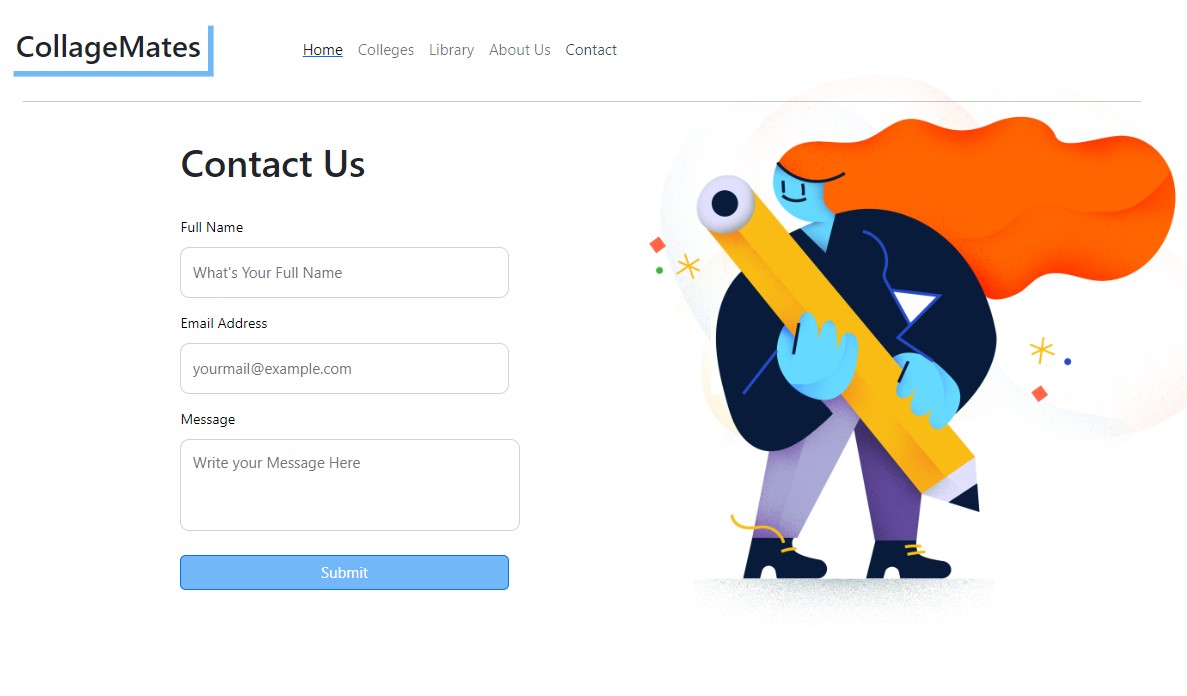 CollageMates
Home Colleges Library About Us Contact
Contact Us
Full Name
What's Your Full Name
Email Address
yourmail@example.com
Message
Write your Message Here
Submit